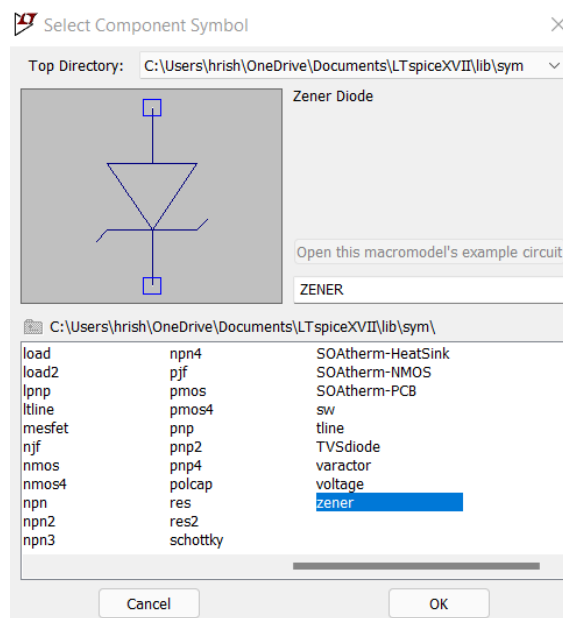 Select Component Symbol
Top Directory: C:\Users\hrish\OneDrive\Documents\LTspiceXVII\lib\sym
Zener Diode
Open this macromodel's example circuit
ZENER
C:\Users\hrish\OneDrive\Documents\LTspiceXVII\lib\sym\
load npn4 SOAtherm-HeatSink
load2 pjf SOAtherm-NMOS
lpnp pmos SOAtherm-PCB
ltline pmos4 sw
mesfet pnp tline
njf pnp2 TVSdiode
nmos pnp4 varactor
nmos4 polcap voltage
npn res zener
npn2 res2
npn3 schottky
Cancel OK